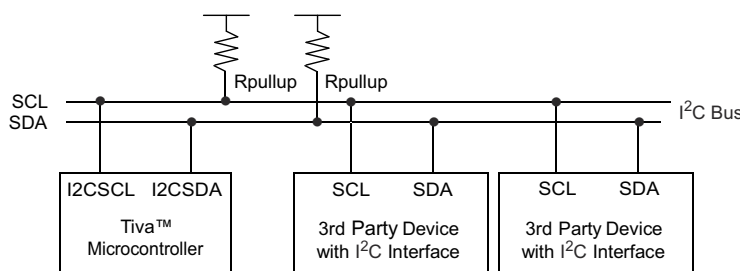 Rpullup Rpullup
SCL
SDA
I²C Bus
I2CSCL I2CSDA
Tiva™
Microcontroller
SCL SDA
3rd Party Device
with I²C Interface
SCL SDA
3rd Party Device
with I²C Interface